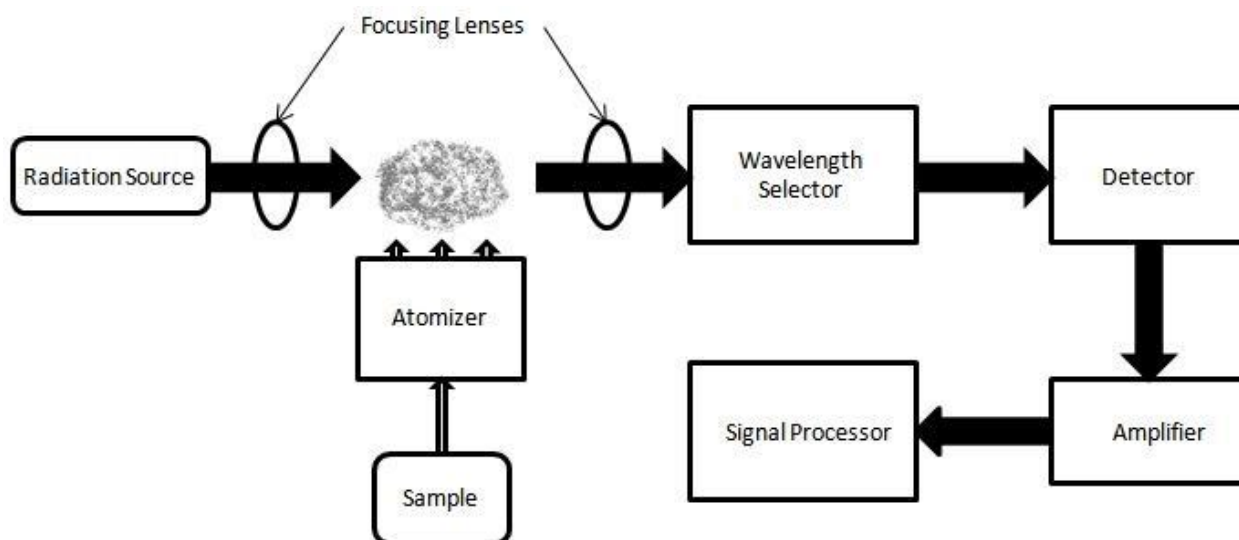 Focusing Lenses
Radiation Source
Wavelength
Selector
Detector
Atomizer
Signal Processor
Amplifier
Sample